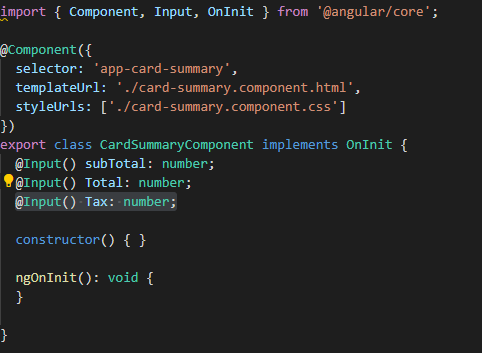 import { Component, Input, OnInit } from '@angular/core';
@Component({
selector: 'app-card-summary',
templateUrl: './card-summary.component.html',
styleUrls: ['./card-summary.component.css']
})
export class CardSummaryComponent implements OnInit {
@Input() subTotal: number;
@Input() Total: number;
@Input() Tax: number;
constructor() { }
ngOnInit(): void {
}
}